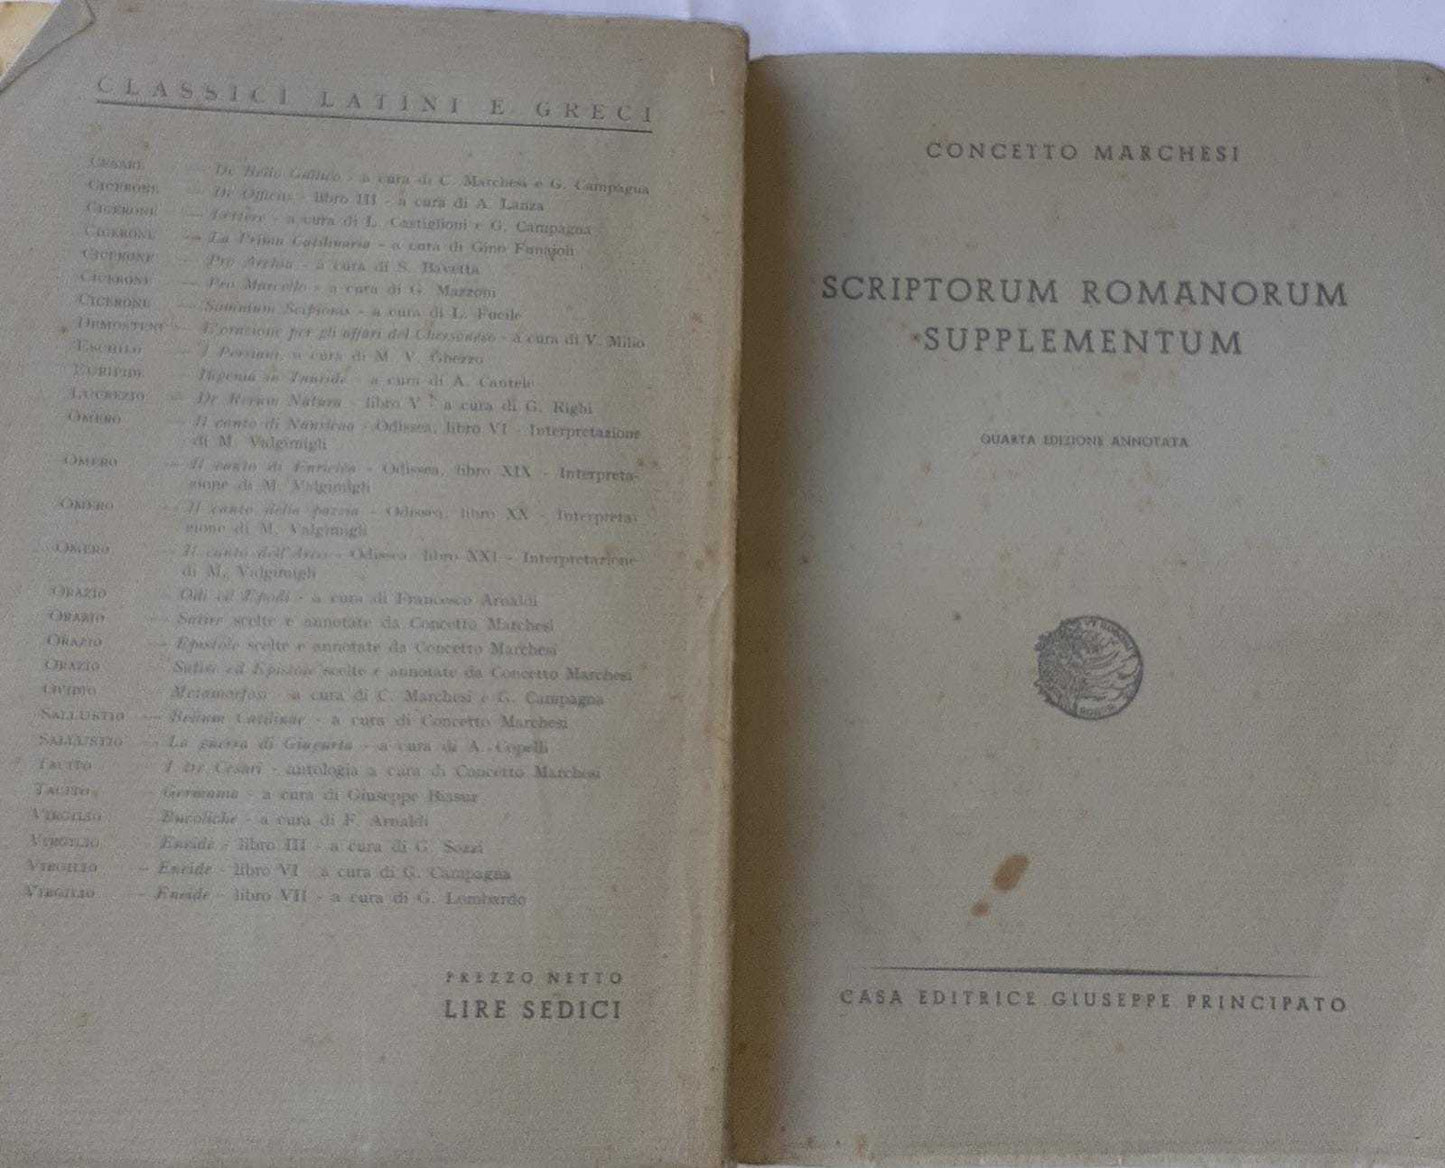 CLASSICI LATINI E GRECI
CESARE — De Bello Gallico - a cura di C. Marchesi e G. Campagna
CICERONE — De Officiis - libro III - a cura di A. Lanza
CICERONE — Lettere - a cura di L. Castiglioni e G. Campagna
CICERONE — La Prima Catilinaria - a cura di Gino Funajoli
CICERONE — Pro Archia - a cura di S. Bavetta
CICERONE — Pro Marcello - a cura di G. Mazzoni
CICERONE — Somnium Scipionis - a cura di L. Fucile
DEMOSTENE — L'orazione per gli affari del Chersoneso - a cura di V. Milio
ESCHILO — I Persiani, a cura di M. V. Ghezzo
EURIPIDE — Ifigenia in Tauride - a cura di A. Cantele
LUCREZIO — De Rerum Natura - libro V - a cura di G. Righi
OMERO — Il canto di Nausicaa - Odissea, libro VI - Interpretazione
di M. Valgimigli
OMERO — Il canto di Euriclea - Odissea, libro XIX - Interpreta-
zione di M. Valgimigli
OMERO — Il canto della pazzia - Odissea, libro XX - Interpreta-
zione di M. Valgimigli
OMERO — Il canto dell'Arco - Odissea, libro XXI - Interpretazione
di M. Valgimigli
ORAZIO — Odi ed Epodi - a cura di Francesco Arnaldi
ORAZIO — Satire scelte e annotate da Concetto Marchesi
ORAZIO — Epistole scelte e annotate da Concetto Marchesi
ORAZIO — Satire ed Epistole scelte e annotate da Concetto Marchesi
OVIDIO — Metamorfosi - a cura di C. Marchesi e G. Campagna
SALLUSTIO — Bellum Catilinae - a cura di Concetto Marchesi
SALLUSTIO — La guerra di Giugurta - a cura di A. Copelli
TACITO — I Dr Cesari - antologia a cura di Concetto Marchesi
TACITO — Germania - a cura di Giuseppe Biasuz
VIRGILIO — Bucoliche - a cura di F. Arnaldi
VIRGILIO — Eneide - libro III - a cura di G. Sozzi
VIRGILIO — Eneide - libro VI - a cura di G. Campagna
VIRGILIO — Eneide - libro VII - a cura di G. Lombardo
PREZZO NETTO
LIRE SEDICI
CONCETTO MARCHESI
SCRIPTORUM ROMANORUM
SUPPLEMENTUM
QUARTA EDIZIONE ANNOTATA
CASA EDITRICE GIUSEPPE PRINCIPATO